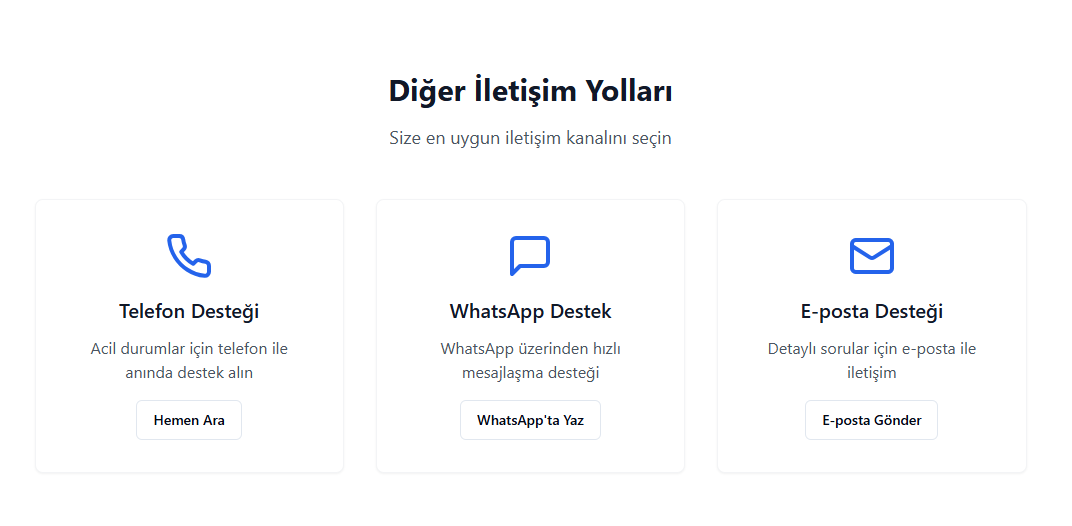 Diğer İletişim Yolları
Size en uygun iletişim kanalını seçin
Telefon Desteği
Acil durumlar için telefon ile
anında destek alın
Hemen Ara
WhatsApp Destek
WhatsApp üzerinden hızlı
mesajlaşma desteği
WhatsApp'ta Yaz
E-posta Desteği
Detaylı sorular için e-posta ile
iletişim
E-posta Gönder